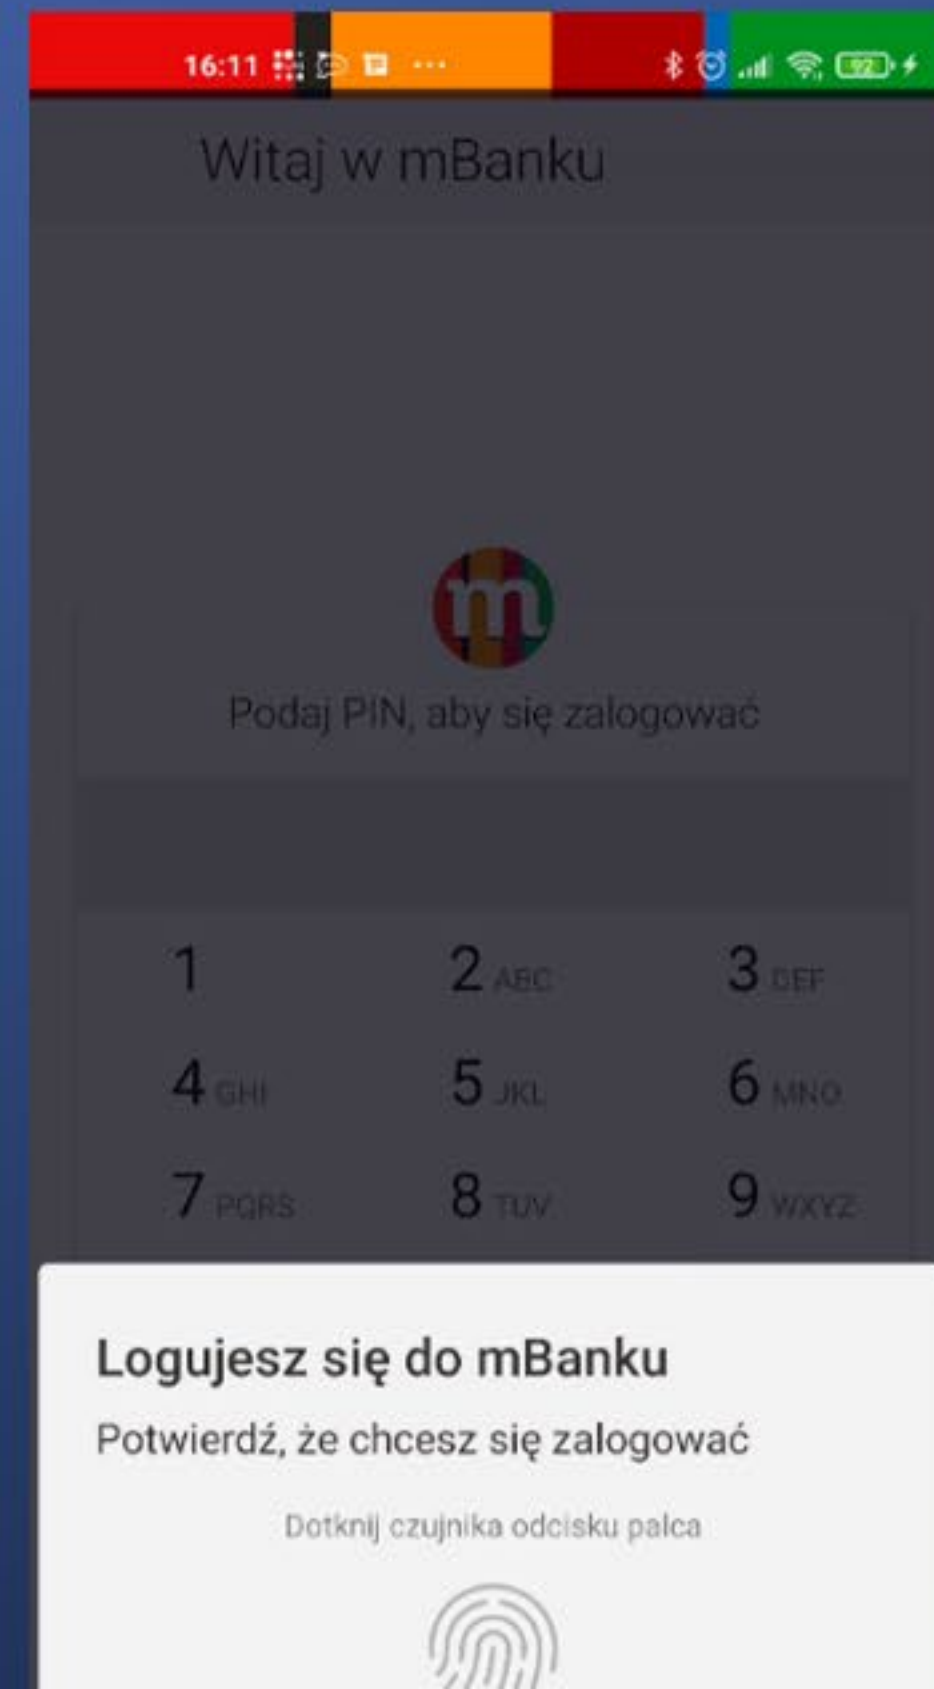 16:11 ... 92
Witaj w mBanku
m
Podaj PIN, aby się zalogować
1 2 ABC 3 DEF
4 GHI 5 JKL 6 MNO
7 PQRS 8 TUV 9 WXYZ
Logujesz się do mBanku
Potwierdź, że chcesz się zalogować
Dotknij czujnika odcisku palca